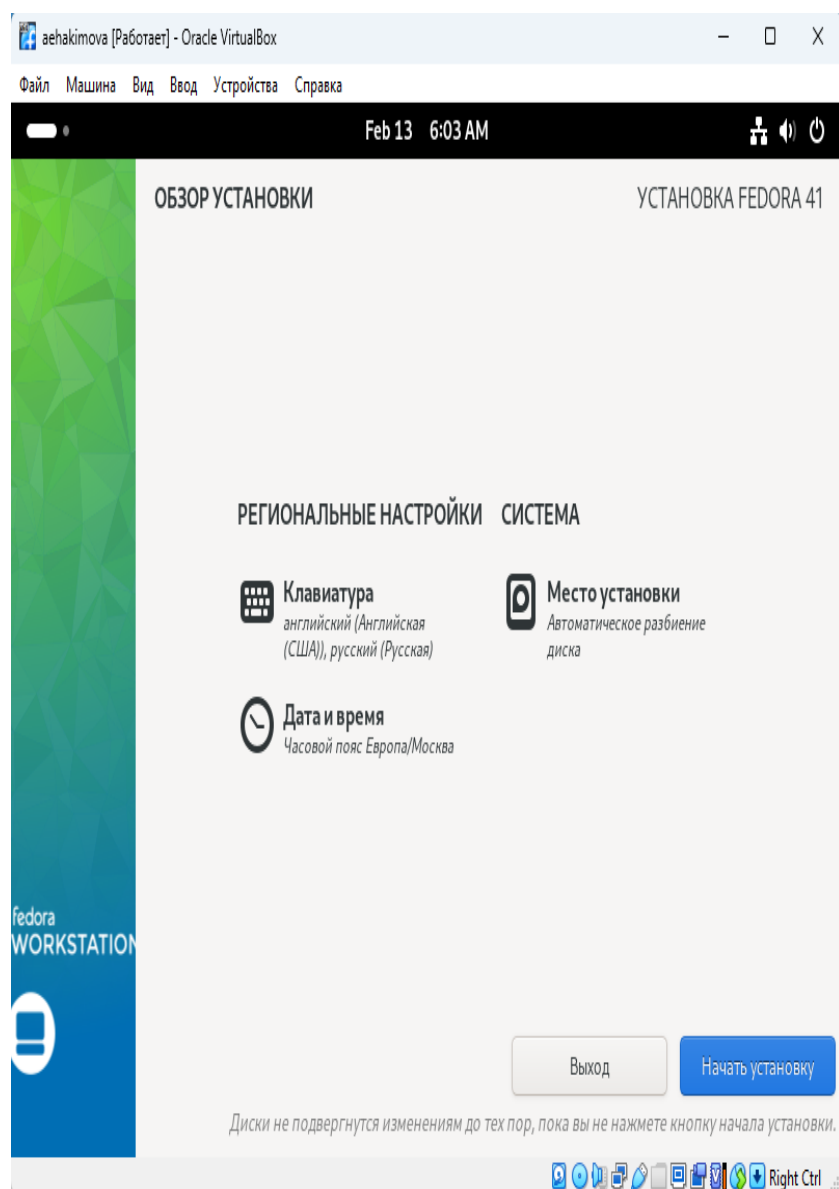 aehakimova [Работает] - Oracle VirtualBox
Файл Машина Вид Ввод Устройства Справка
Feb 13 6:03 AM
ОБЗОР УСТАНОВКИ
УСТАНОВКА FEDORA 41
РЕГИОНАЛЬНЫЕ НАСТРОЙКИ
СИСТЕМА
Клавиатура
английский (Английская
(США)), русский (Русская)
Место установки
Автоматическое разбиение
диска
Дата и время
Часовой пояс Европа/Москва
fedora
WORKSTATION
Выход
Начать установку
Диски не подвергнутся изменениям до тех пор, пока вы не нажмете кнопку начала установки.
Right Ctrl